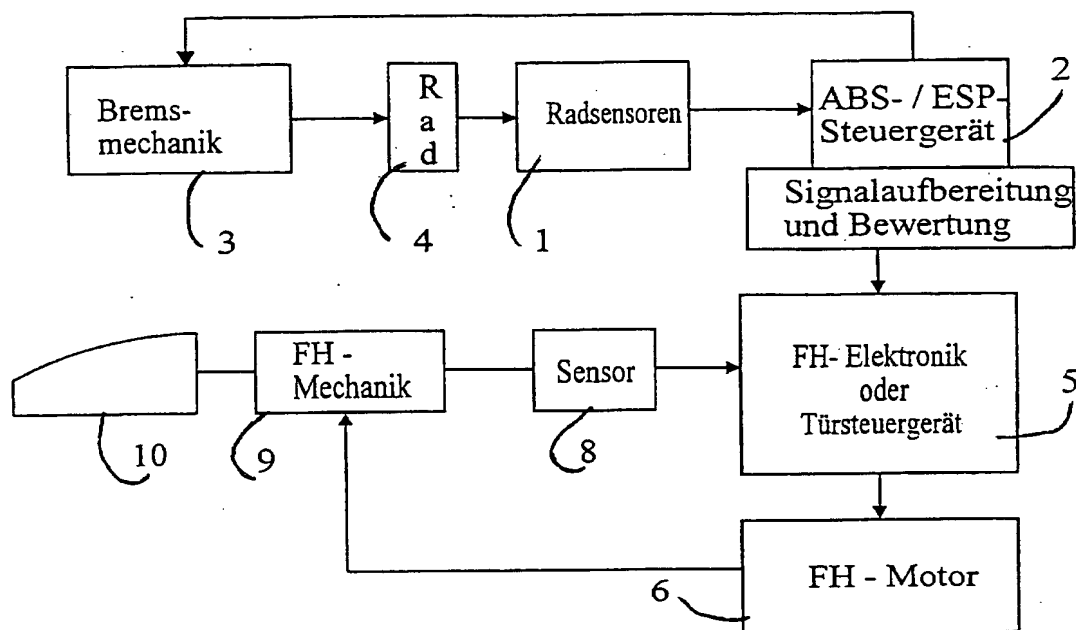 Brems-
mechanik
R
a
d
Radsensoren
ABS- / ESP-
Steuergerät
2
Signalaufbereitung
und Bewertung
3
4
1
FH -
Mechanik
Sensor
FH- Elektronik
oder
Türsteuergerät
5
10
9
8
6
FH - Motor